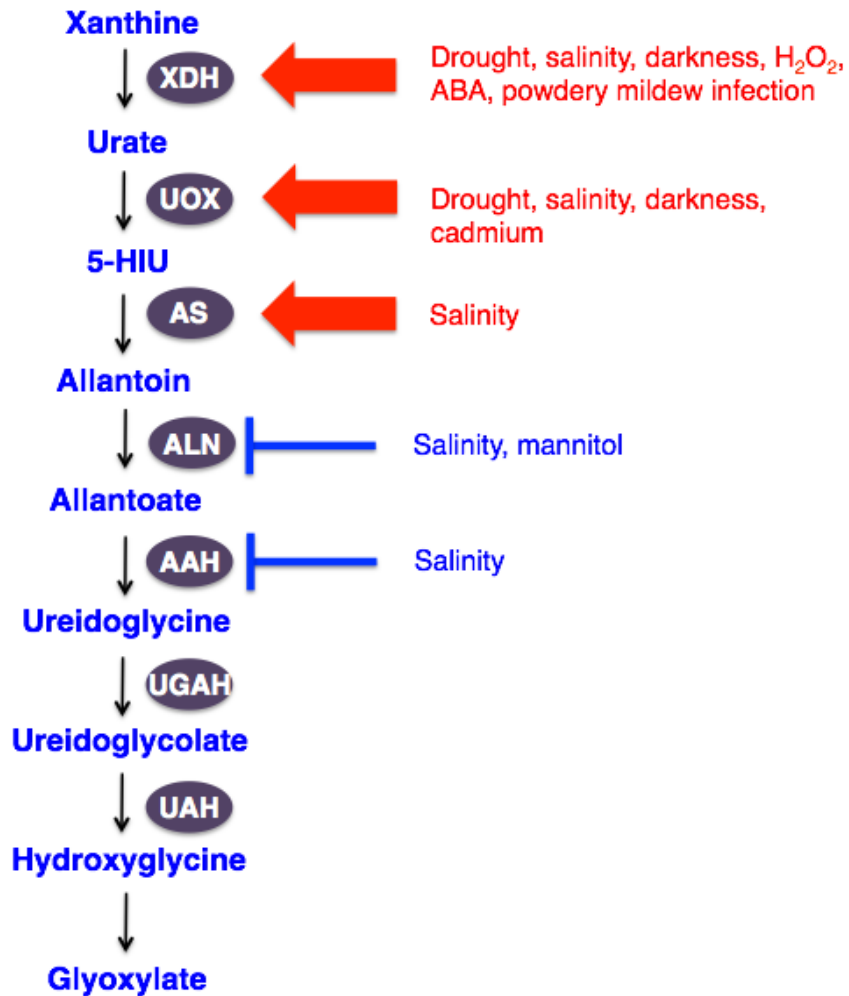 Xanthine
XDH
Drought, salinity, darkness, H₂O₂,
ABA, powdery mildew infection
Urate
UOX
Drought, salinity, darkness,
cadmium
5-HIU
AS
Salinity
Allantoin
ALN
Salinity, mannitol
Allantoate
AAH
Salinity
Ureidoglycine
UGAH
Ureidoglycolate
UAH
Hydroxyglycine
Glyoxylate